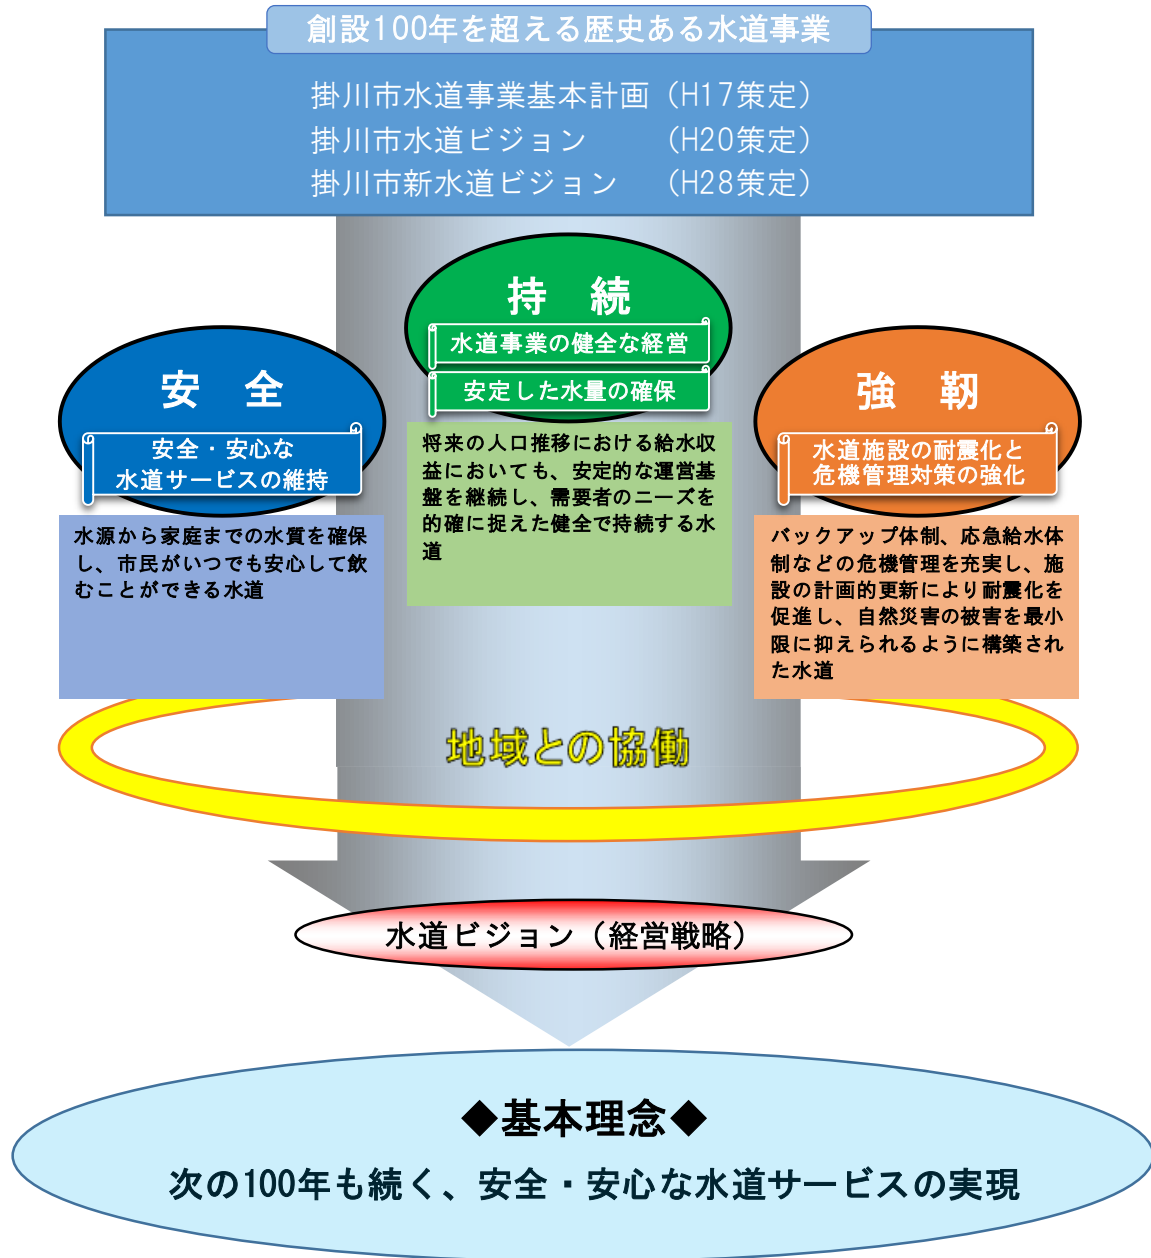 創設100年を超える歴史ある水道事業
掛川市水道事業基本計画（H17策定）
掛川市水道ビジョン　　（H20策定）
掛川市新水道ビジョン　（H28策定）
持　続
水道事業の健全な経営
安定した水量の確保
将来の人口推移における給水収
益においても、安定的な運営基
盤を継続し、需要者のニーズを
的確に捉えた健全で持続する水
道
安　全
安全・安心な
水道サービスの維持
水源から家庭までの水質を確保
し、市民がいつでも安心して飲
むことができる水道
強　靭
水道施設の耐震化と
危機管理対策の強化
バックアップ体制、応急給水体
制などの危機管理を充実し、施
設の計画的更新により耐震化を
促進し、自然災害の被害を最小
限に抑えられるように構築され
た水道
地域との協働
水道ビジョン（経営戦略）
◆基本理念◆
次の100年も続く、安全・安心な水道サービスの実現